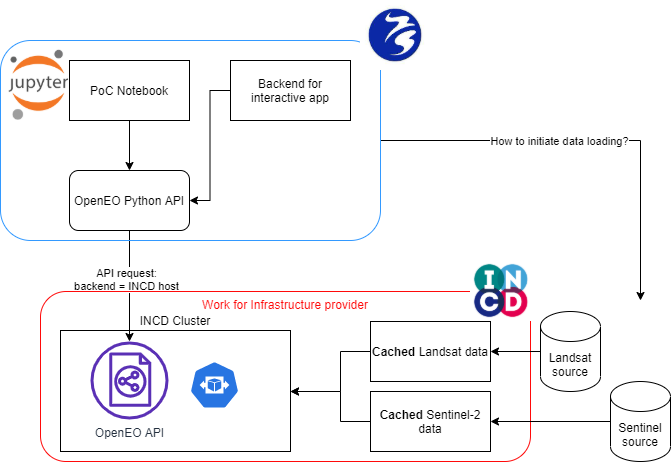 jupyter
PoC Notebook
Backend for
interactive app
How to initiate data loading?
OpenEO Python API
API request:
backend = INCD host
IN
CD
Work for Infrastructure provider
INCD Cluster
Cached Landsat data
Landsat
source
OpenEO API
Cached Sentinel-2
data
Sentinel
source